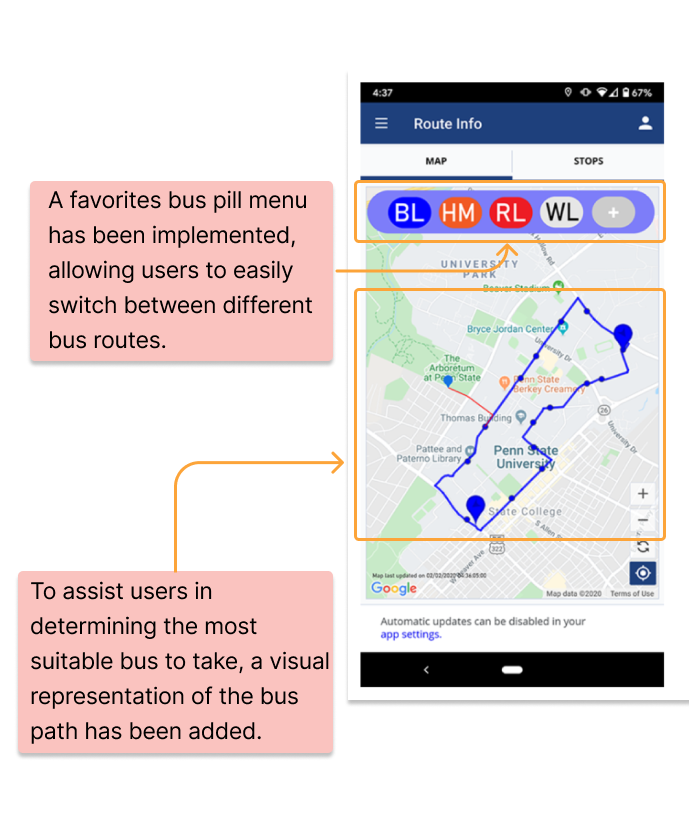 4:37
67%
Route Info
MAP
STOPS
A favorites bus pill menu
has been implemented,
allowing users to easily
switch between different
bus routes.
BL HM RL WL +
Hollow Rd
UNIVERSITY
PARK
Beaver Stadium
Bryce Jordan Center
University Dr
The
Arboretum
at Penn State
Penn State
Berkey Creamery
Thomas Building
26
University Dr
Pattee and
Paterno Library
Penn State
University
State College
S Allen
322
Ave
+
−
Map last updated on 02/02/2020 04:36:05:00
Google
Map data ©2020 Terms of Use
To assist users in
determining the most
suitable bus to take, a visual
representation of the bus
path has been added.
Automatic updates can be disabled in your
app settings.